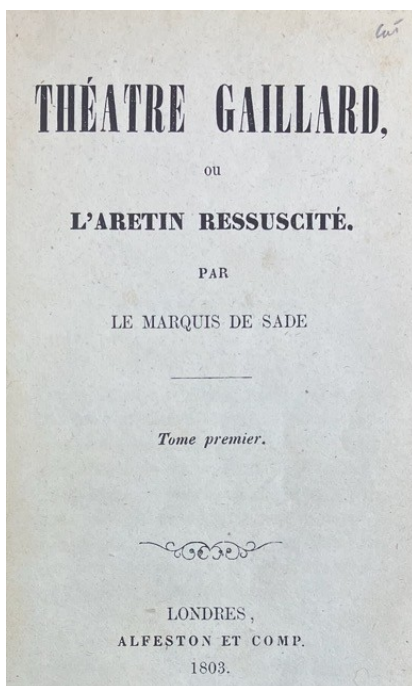 THÉATRE GAILLARD,
ou
L'ARETIN RESSUSCITÉ.
PAR
LE MARQUIS DE SADE
Tome premier.
LONDRES,
ALFESTON ET COMP.
1803.